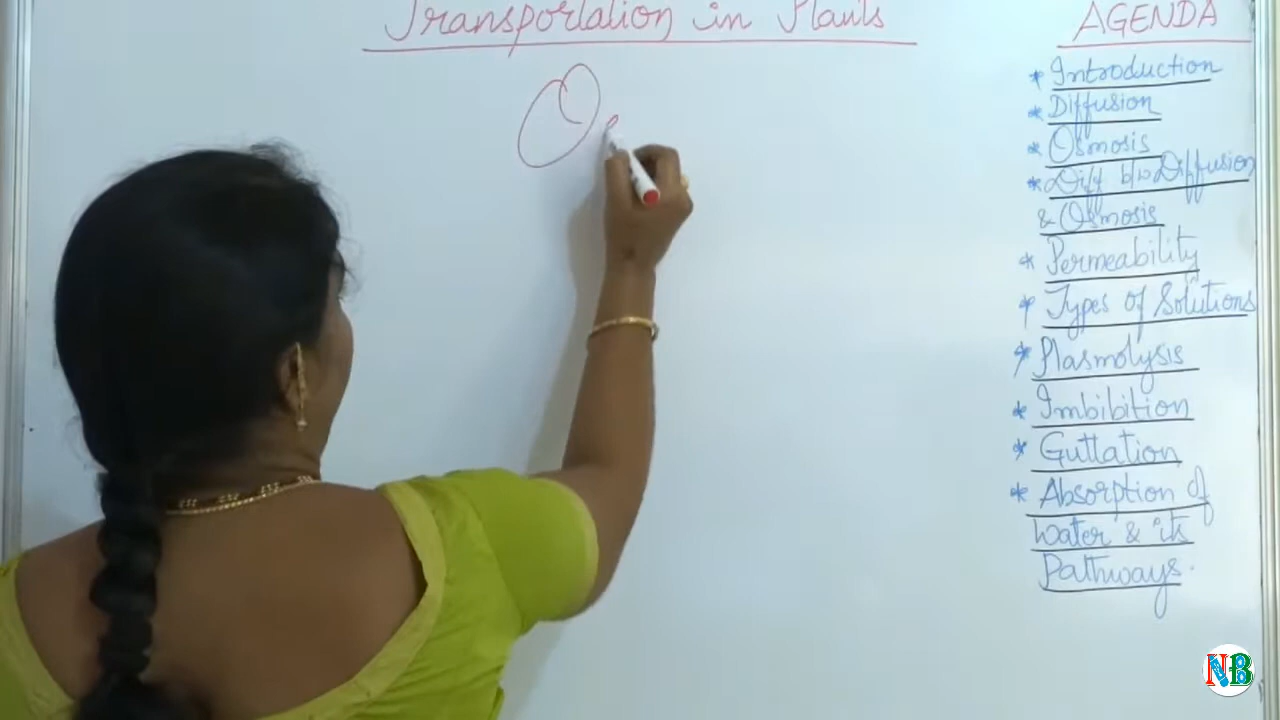 Transportation in Plants
AGENDA
* Introduction
* Diffusion
* Osmosis
* Diff b/w Diffusion
& Osmosis
* Permeability
* Types of Solutions
* Plasmolysis
* Imbibition
* Guttation
* Absorption of
Water & its
Pathways.
NB